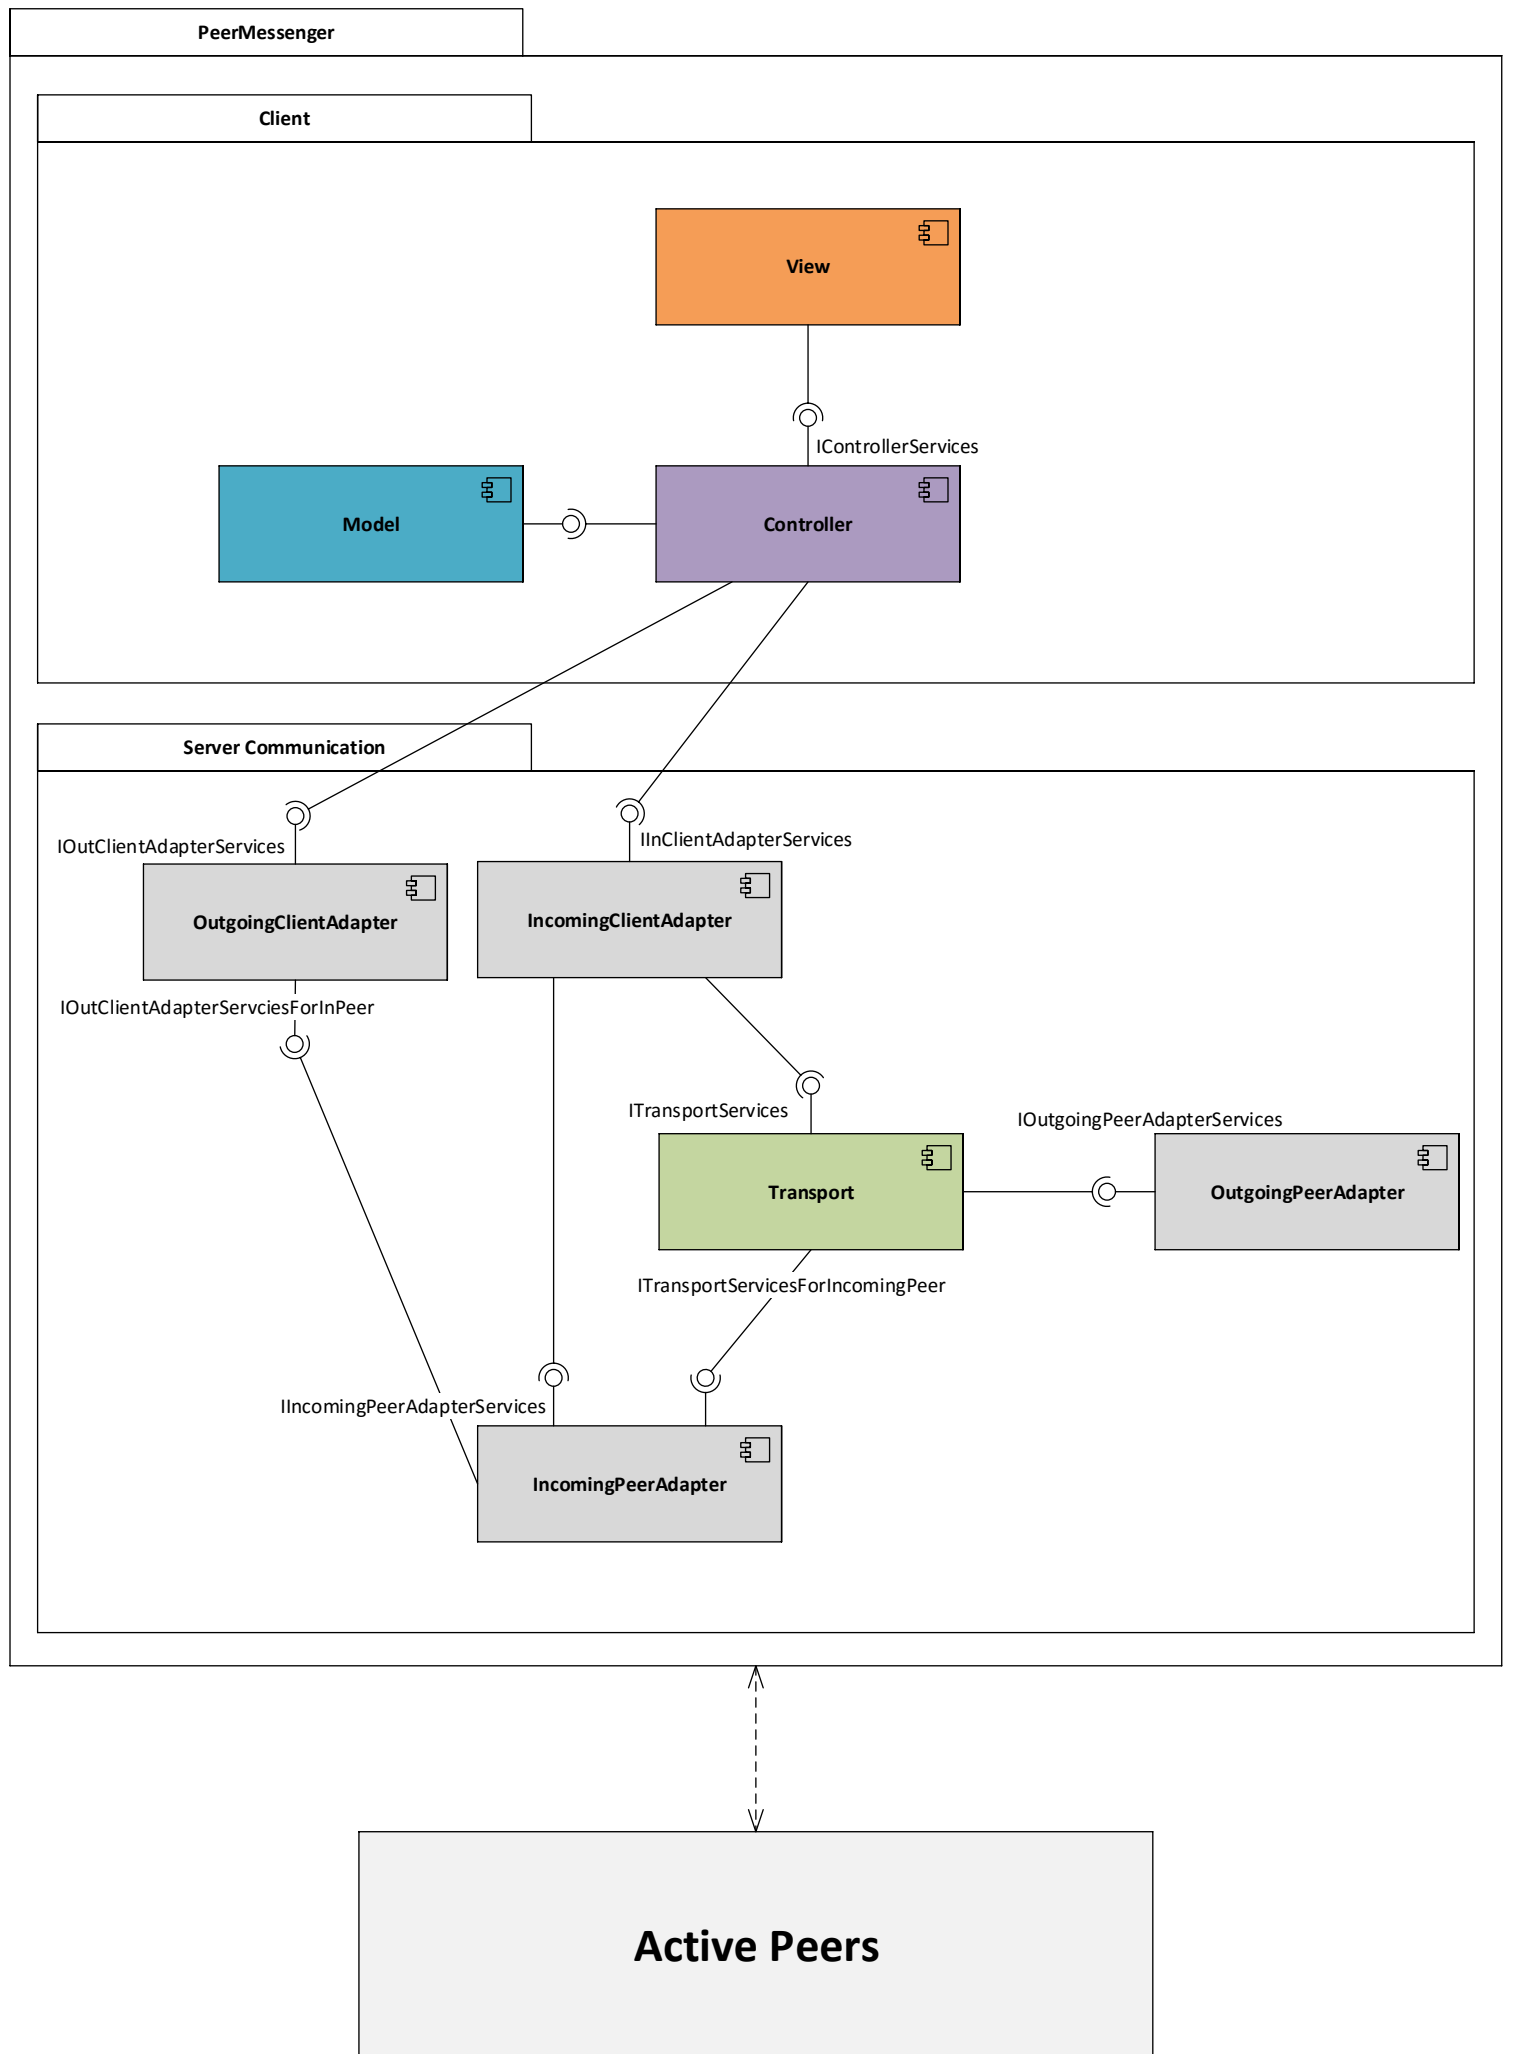 PeerMessenger
Client
View
IControllerServices
Model
Controller
Server Communication
IOutClientAdapterServices
IInClientAdapterServices
OutgoingClientAdapter
IncomingClientAdapter
IOutClientAdapterServciesForInPeer
ITransportServices
IOutgoingPeerAdapterServices
Transport
OutgoingPeerAdapter
ITransportServicesForIncomingPeer
IIncomingPeerAdapterServices
IncomingPeerAdapter
Active Peers